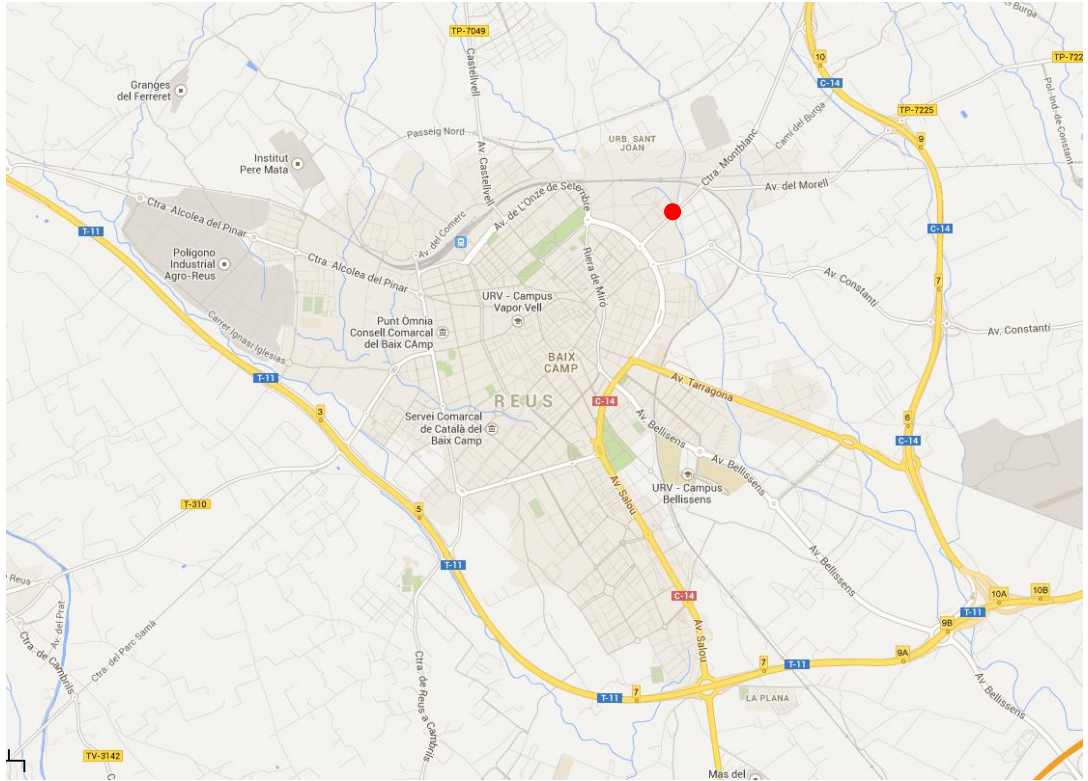 TP-7049
del Burga
10
C-14
TP-722
Granges
del Ferreret
Castellvell
Passeig Nord
URB. SANT
JOAN
Camí del Burga
TP-7225
9
Pol-Ind. de Constant
Institut
Pere Mata
Av. Castellvell
Ctra. Montblanc
Av. del Morell
Ctra. Alcolea del Pinar
T-11
Av. de L'Onze de Setembre
Av. del Comerç
C-14
Polígono
Industrial
Agro-Reus
Ctra. Alcolea del Pinar
Riera de Miró
Av. Constantí
7
URV - Campus
Vapor Vell
Punt Òmnia
Consell Comarcal
del Baix CAmp
Carrer Ignasi Iglesias
Av. Constantí
BAIX
CAMP
T-11
Av. Tarragona
REUS
C-14
3
Servei Comarcal
de Català del
Baix Camp
Av. Bellisens
6
C-14
Av. Bellissens
URV - Campus
Bellissens
T-310
5
Av. Salou
T-11
Av. Bellissens
Reus
10A
10B
C-14
T-11
9B
Av. del Prat
Ctra. de Cambrils
Ctra. del Parc Samà
Av. Salou
9A
7
T-11
Ctra. de Reus a Cambrils
T-11
7
LA PLANA
Av. Bellissens
TV-3142
Mas del